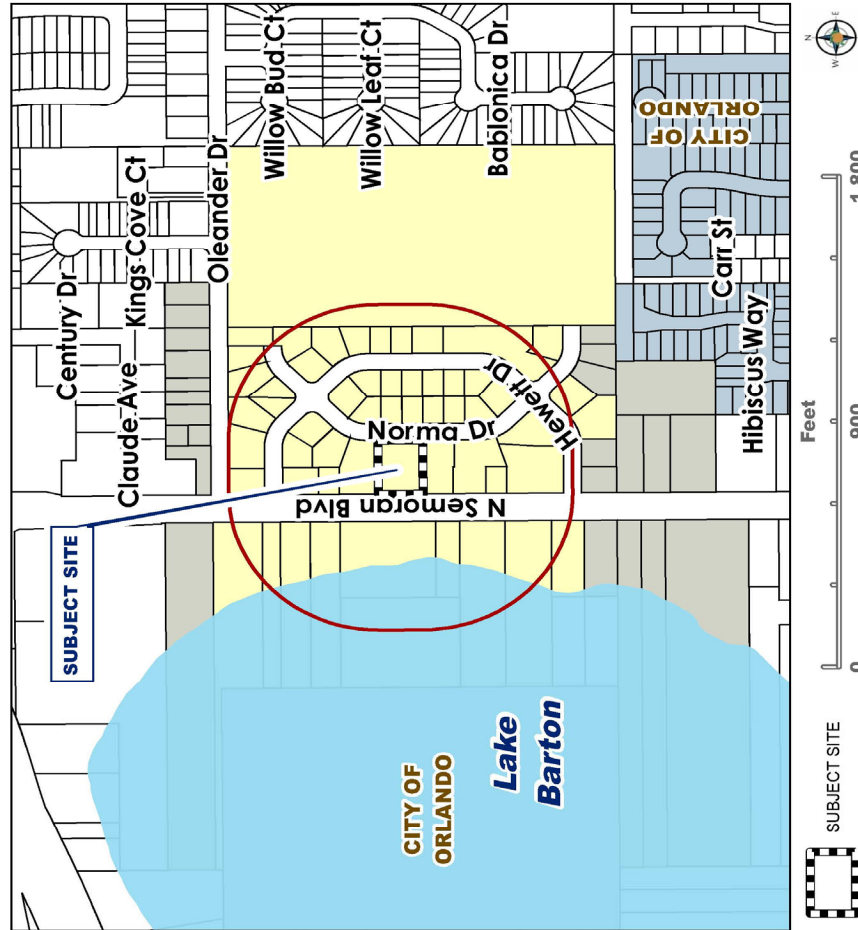 Century Dr
Claude Ave
Kings Cove Ct
Oleander Dr
Willow Bud Ct
Willow Leaf Ct
Bablonica Dr
CITY OF
ORLANDO
SUBJECT SITE
Norma Dr
N Semoran Blvd
Hewett Dr
Carr St
Hibiscus Way
CITY OF
ORLANDO
Lake
Barton
N
E
S
W
Feet
0
900
1,800
SUBJECT SITE